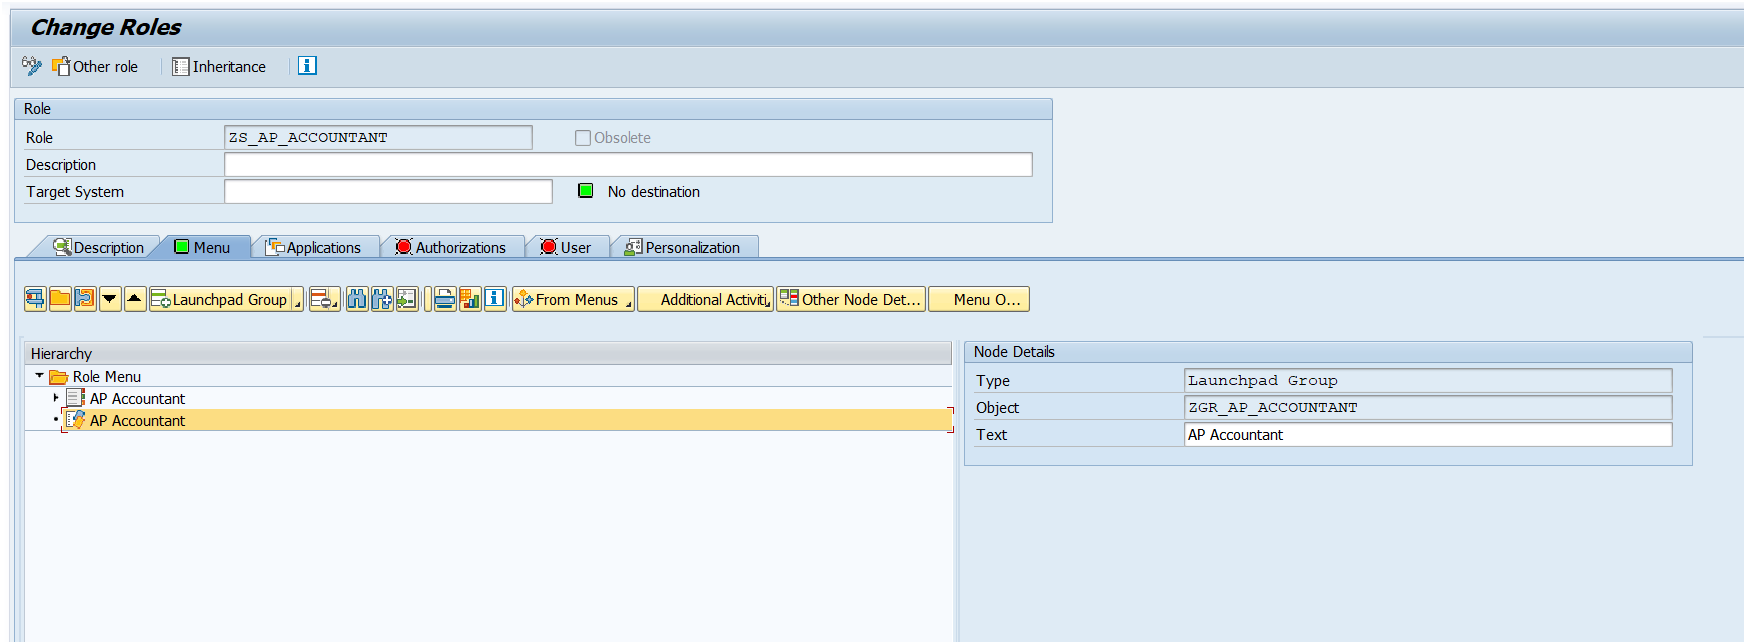 Change Roles
Other role Inheritance
Role
Role ZS_AP_ACCOUNTANT Obsolete
Description
Target System No destination
Description Menu Applications Authorizations User Personalization
Launchpad Group From Menus Additional Activiti Other Node Det... Menu O...
Hierarchy
Role Menu
AP Accountant
AP Accountant
Node Details
Type Launchpad Group
Object ZGR_AP_ACCOUNTANT
Text AP Accountant